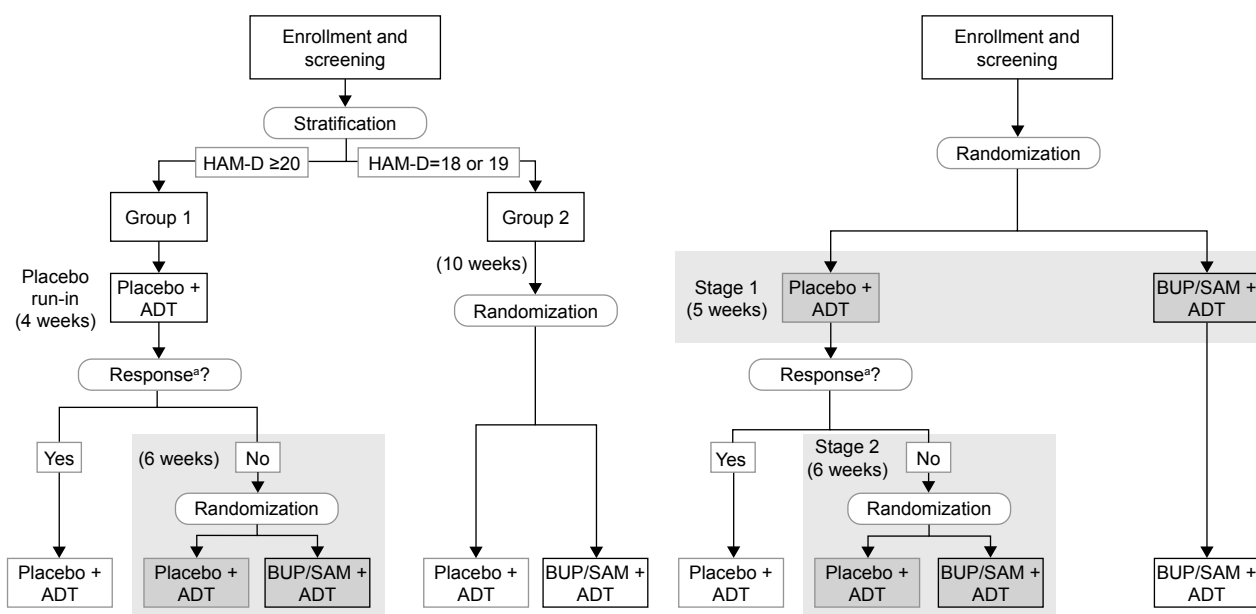 Enrollment and
screening
Stratification
HAM-D ≥20
HAM-D=18 or 19
Group 1
Group 2
Placebo
run-in
(4 weeks)
Placebo +
ADT
(10 weeks)
Randomization
Responseᵃ?
Yes
(6 weeks)
No
Randomization
Placebo +
ADT
Placebo +
ADT
BUP/SAM +
ADT
Placebo +
ADT
BUP/SAM +
ADT
Enrollment and
screening
Randomization
Stage 1
(5 weeks)
Placebo +
ADT
BUP/SAM +
ADT
Responseᵃ?
Yes
Stage 2
(6 weeks)
No
Randomization
Placebo +
ADT
Placebo +
ADT
BUP/SAM +
ADT
BUP/SAM +
ADT